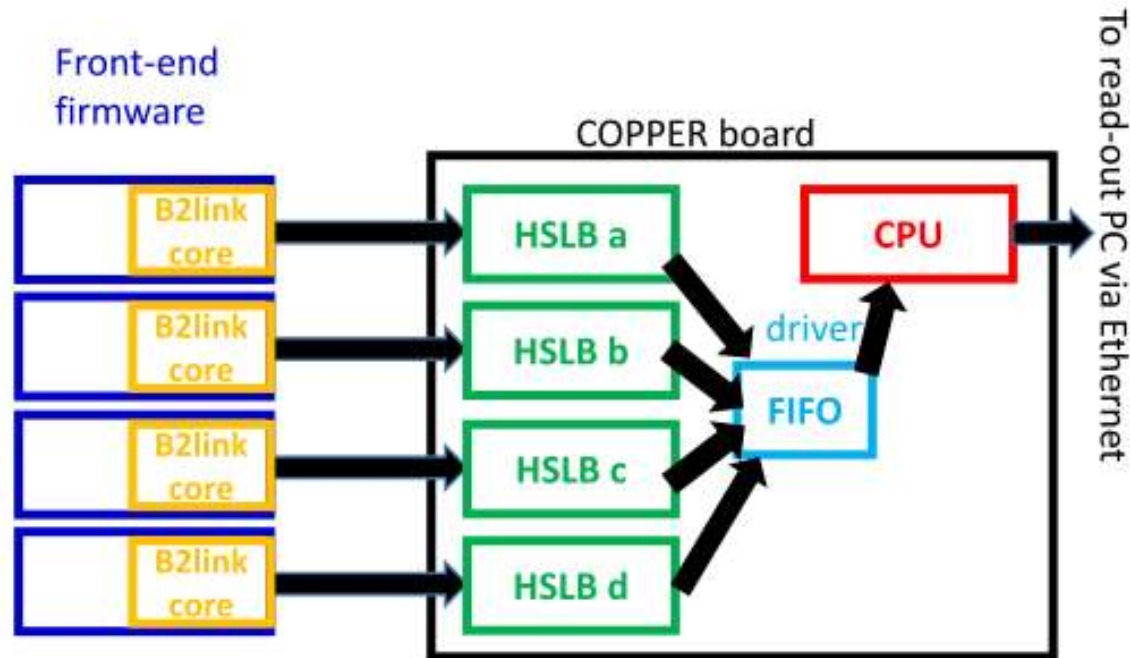 Front-end
firmware
COPPER board
B2link
core
HSLB a
CPU
B2link
core
HSLB b
driver
FIFO
B2link
core
HSLB c
B2link
core
HSLB d
To read-out PC via Ethernet